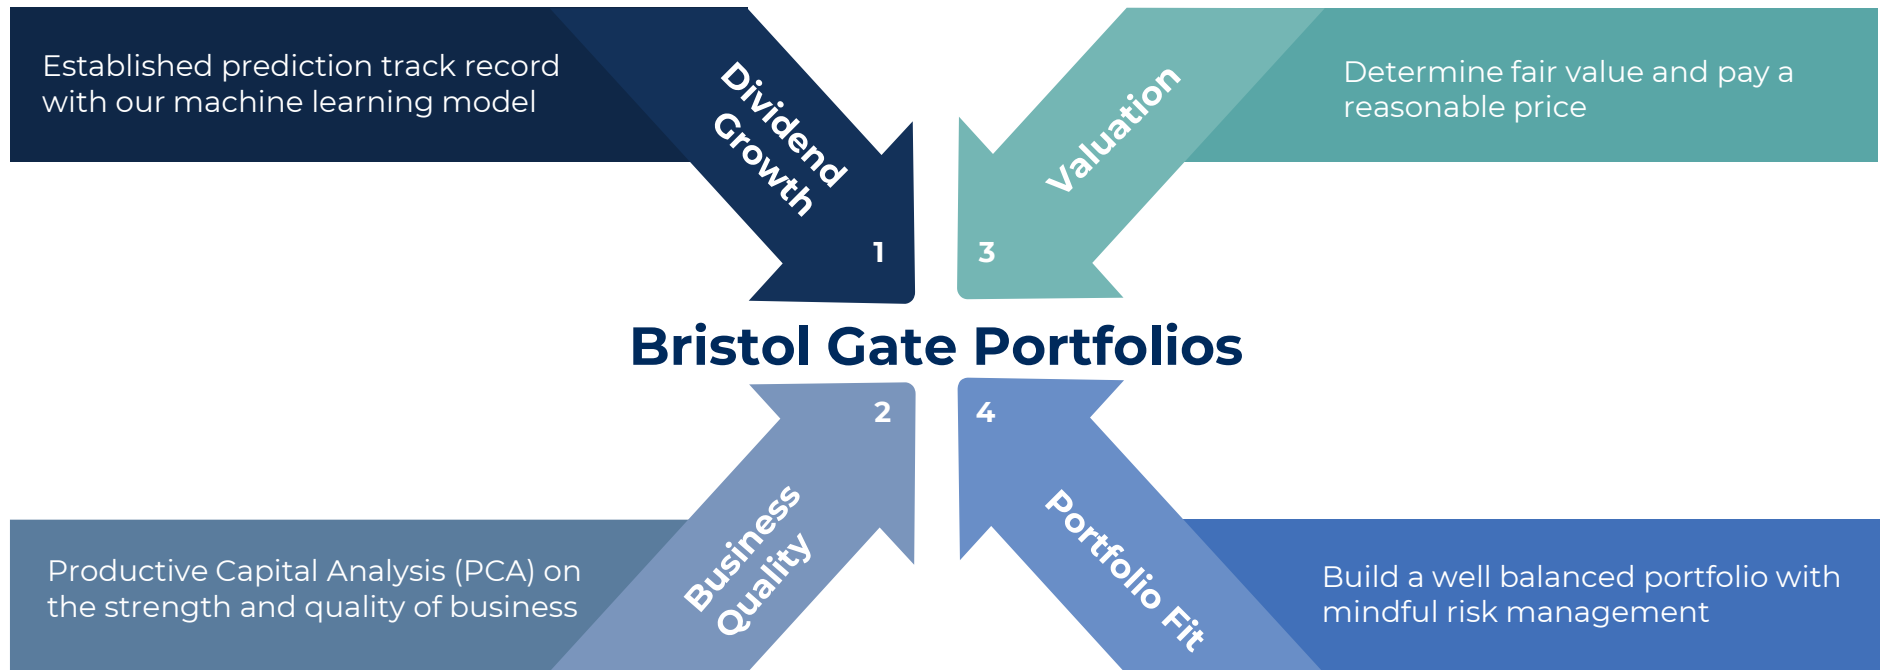 Established prediction track record
with our machine learning model
Dividend
Growth
1
Valuation
3
Determine fair value and pay a
reasonable price
Bristol Gate Portfolios
Productive Capital Analysis (PCA) on
the strength and quality of business
Business
Quality
2
4
Portfolio Fit
Build a well balanced portfolio with
mindful risk management